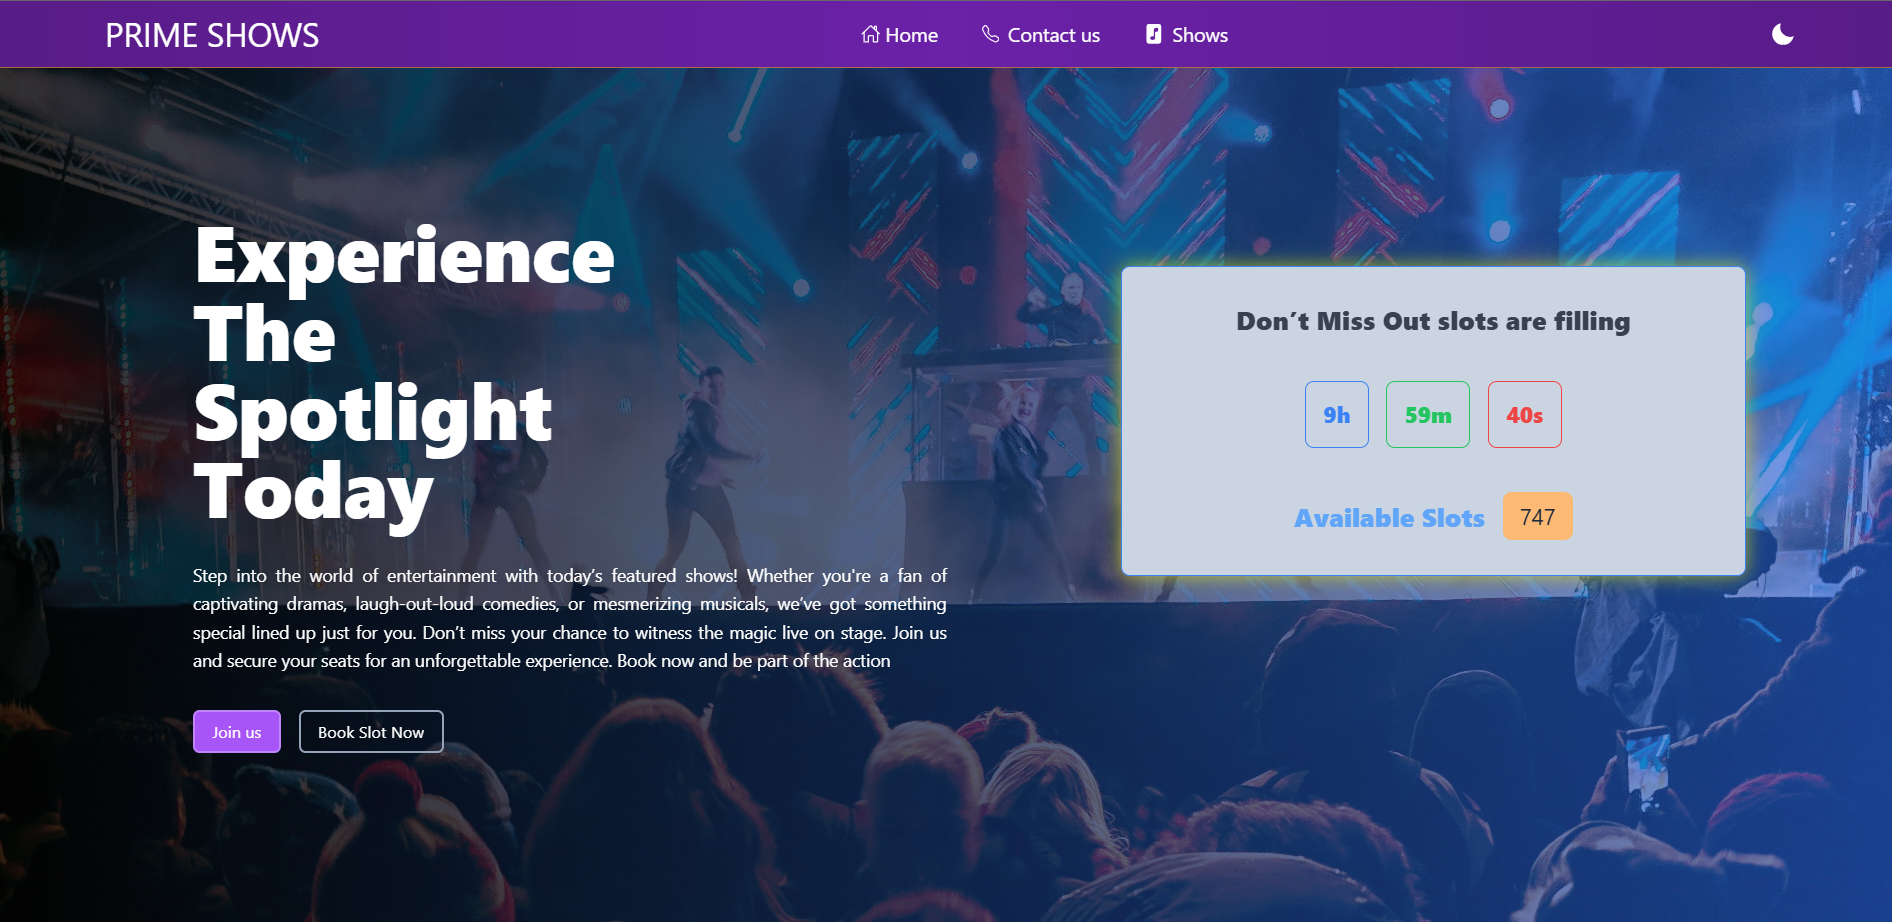 PRIME SHOWS
Home
Contact us
Shows
Experience
The
Spotlight
Today
Step into the world of entertainment with today’s featured shows! Whether you're a fan of
captivating dramas, laugh-out-loud comedies, or mesmerizing musicals, we’ve got something
special lined up just for you. Don’t miss your chance to witness the magic live on stage. Join us
and secure your seats for an unforgettable experience. Book now and be part of the action
Join us
Book Slot Now
Don’t Miss Out slots are filling
9h
59m
40s
Available Slots
747